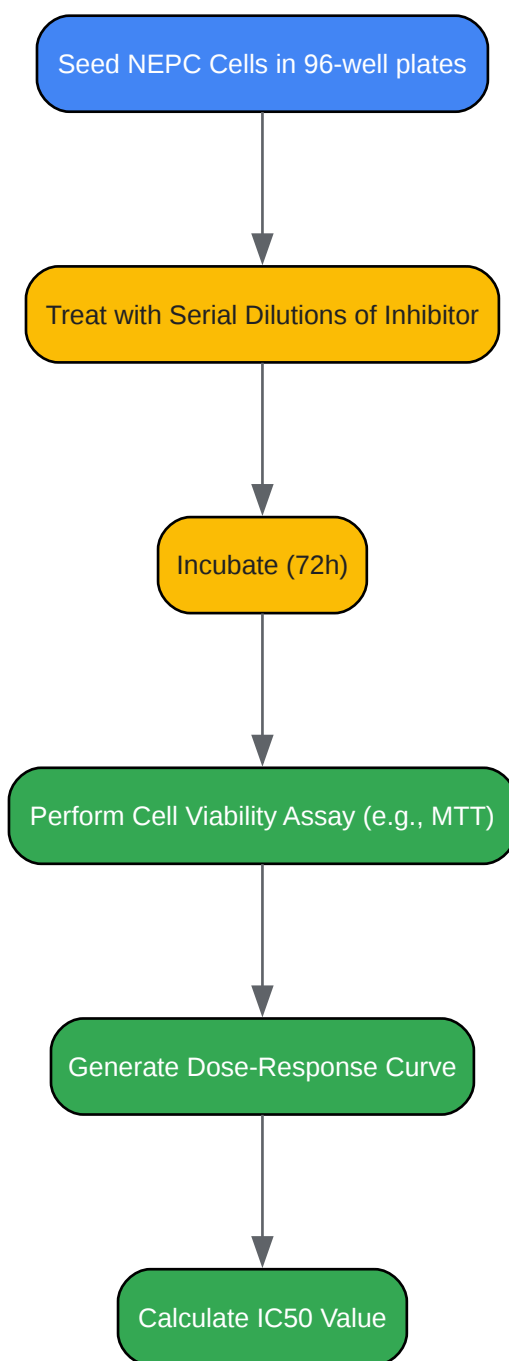 Seed NEPC Cells in 96-well plates
Treat with Serial Dilutions of Inhibitor
Incubate (72h)
Perform Cell Viability Assay (e.g., MTT)
Generate Dose-Response Curve
Calculate IC50 Value